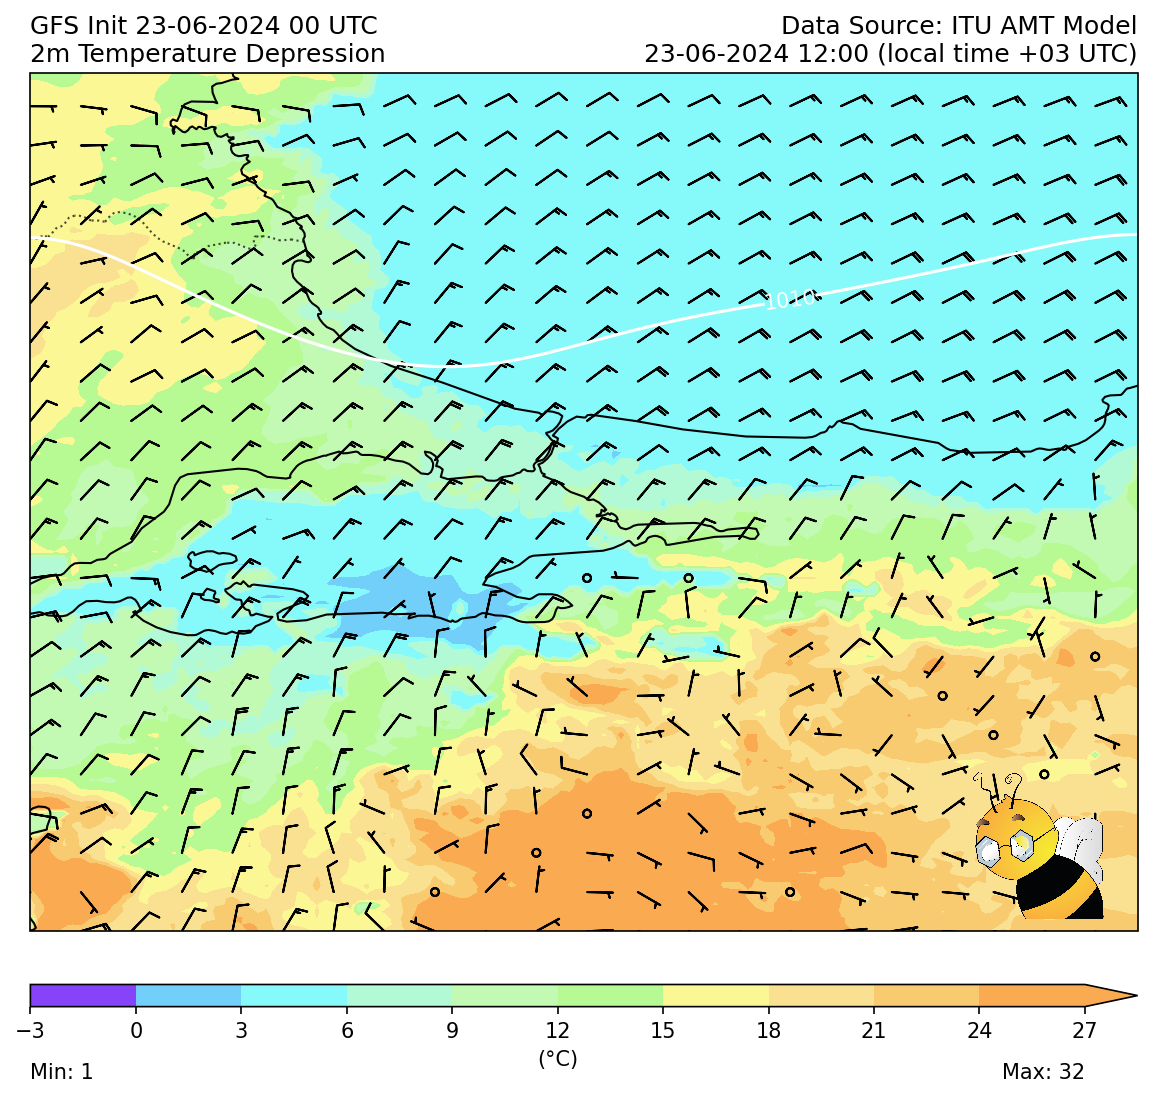 GFS Init 23-06-2024 00 UTC
Data Source: ITU AMT Model
2m Temperature Depression
23-06-2024 12:00 (local time +03 UTC)
1010
−3 0 3 6 9 12 15 18 21 24 27
(°C)
Min: 1
Max: 32